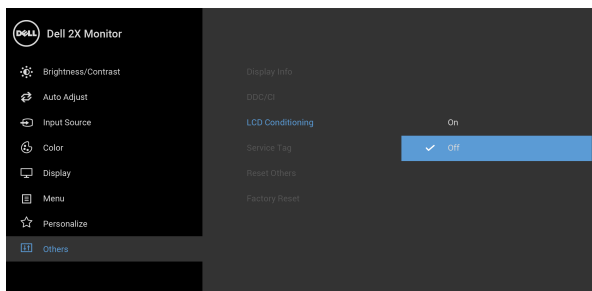 DELL Dell 2X Monitor
Brightness/Contrast
Auto Adjust
Input Source
Color
Display
Menu
Personalize
Others
Display Info
DDC/CI
LCD Conditioning
Service Tag
Reset Others
Factory Reset
On
Off